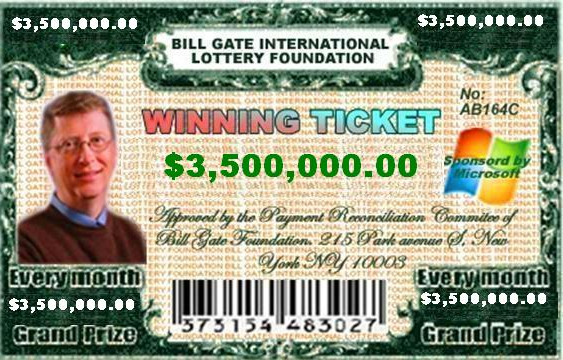 $3,500,000.00
$3,500,000.00
BILL GATE INTERNATIONAL
LOTTERY FOUNDATION
No:
AB164C
WINNING TICKET
$3,500,000.00
Sponsord by
Microsoft
Approved by the Payment Reconciliation Commitee of
Bill Gate Foundation. 215 Park avenue S, New
York NY 10003
Every month
$3,500,000.00
Grand Prize
373154 483027
Every month
$3,500,000.00
Grand Prize